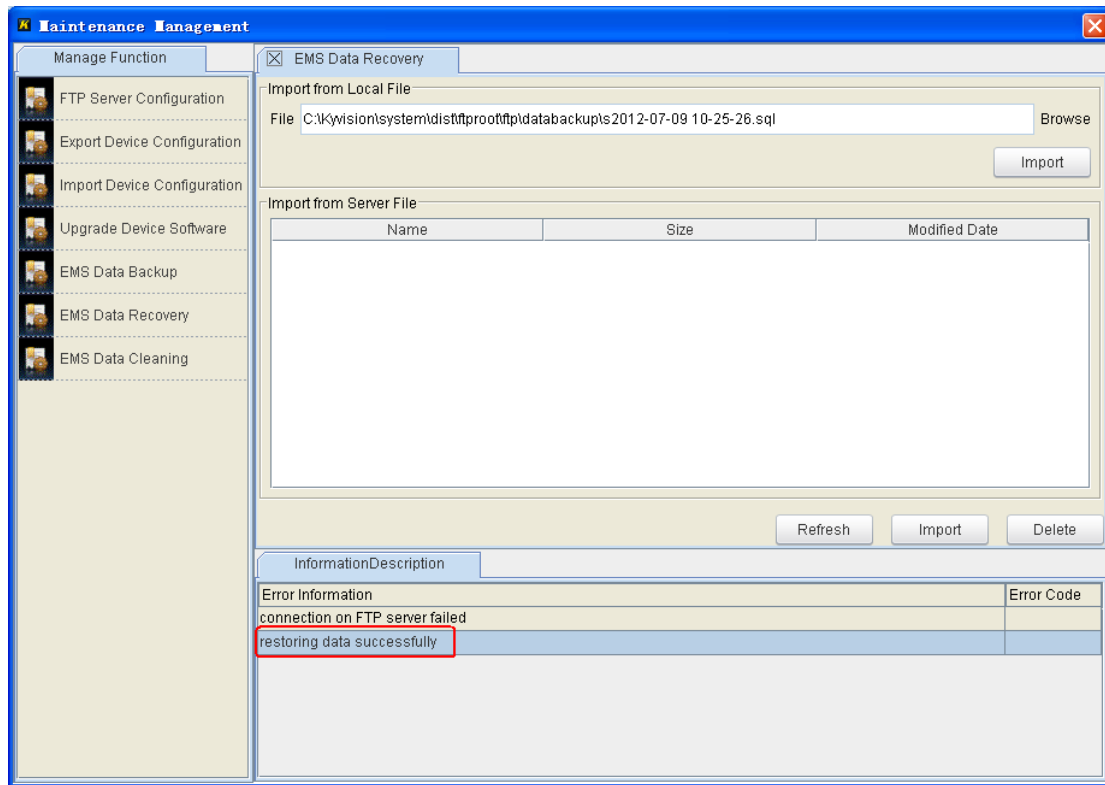 Maintenance Management
Manage Function
FTP Server Configuration
Export Device Configuration
Import Device Configuration
Upgrade Device Software
EMS Data Backup
EMS Data Recovery
EMS Data Cleaning
EMS Data Recovery
Import from Local File
File C:\Kyvision\system\dist\ftproot\ftp\databackup\s2012-07-09 10-25-26.sql Browse
Import
Import from Server File
Name Size Modified Date
Refresh Import Delete
InformationDescription
Error Information Error Code
connection on FTP server failed
restoring data successfully